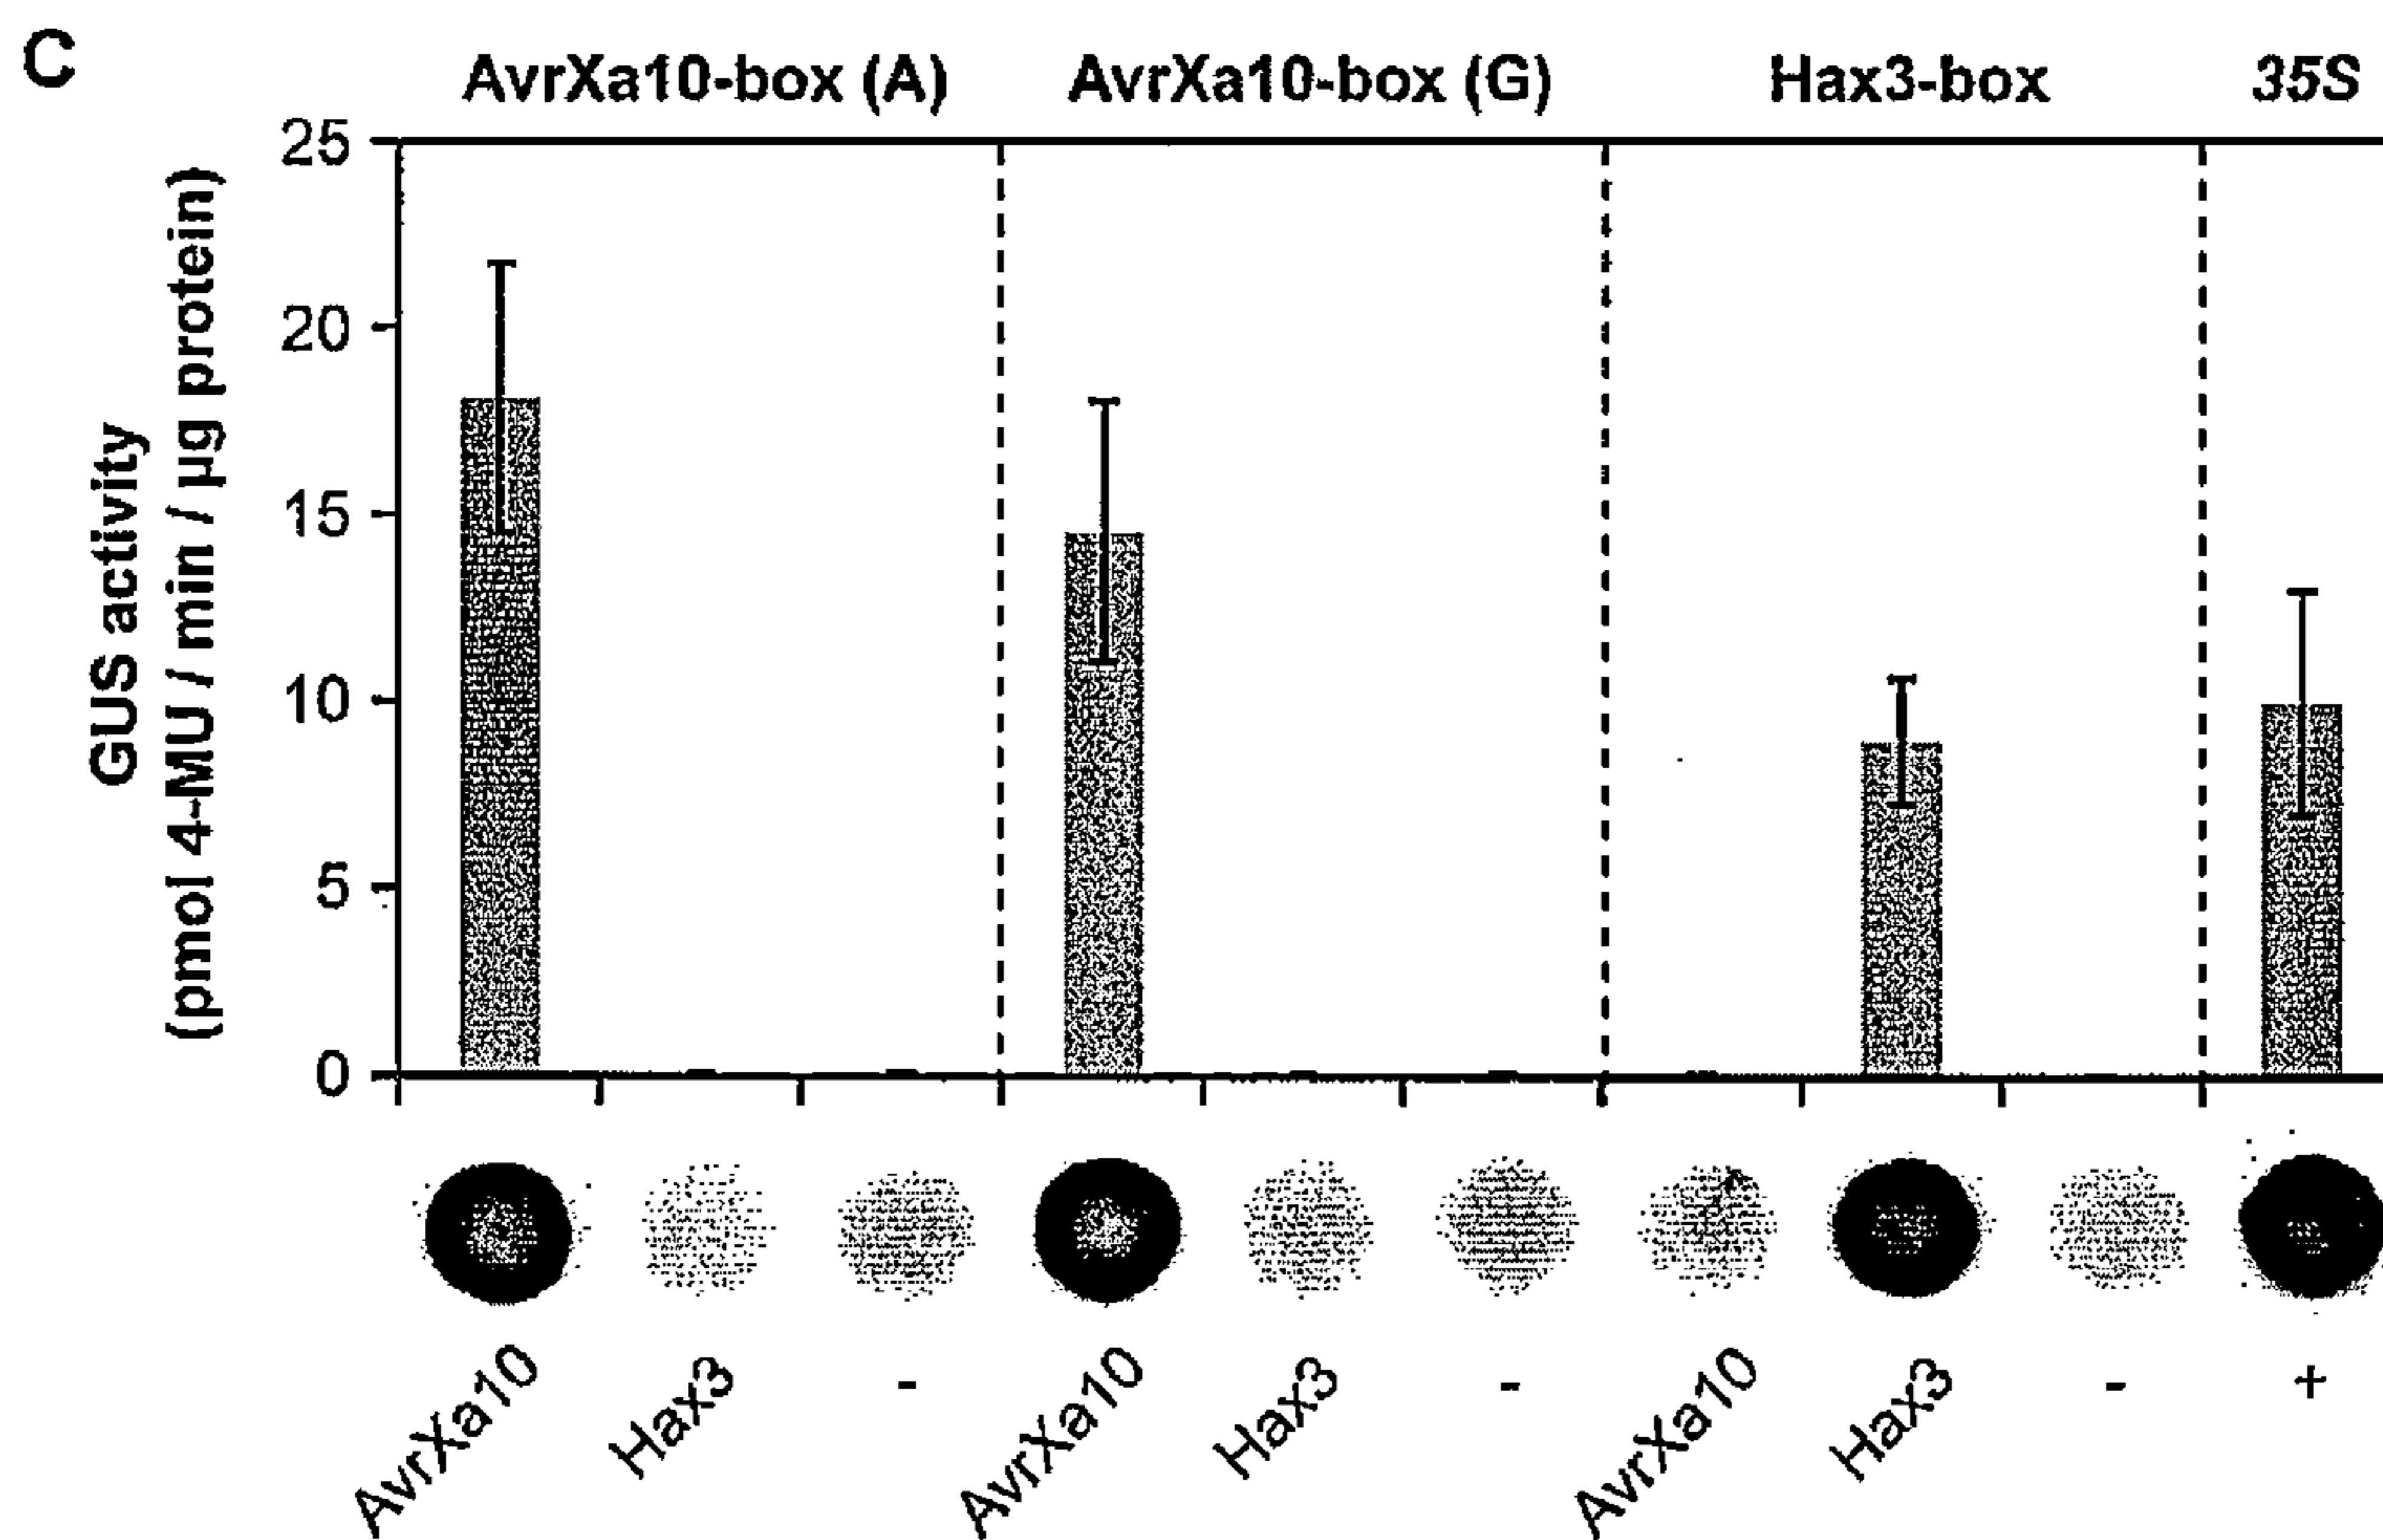 C
AvrXa10-box (A) AvrXa10-box (G) Hax3-box 35S
GUS activity
(pmol 4-MU / min / µg protein)
25
20
15
10
5
0
AvrXa10 Hax3 - AvrXa10 Hax3 - AvrXa10 Hax3 - +